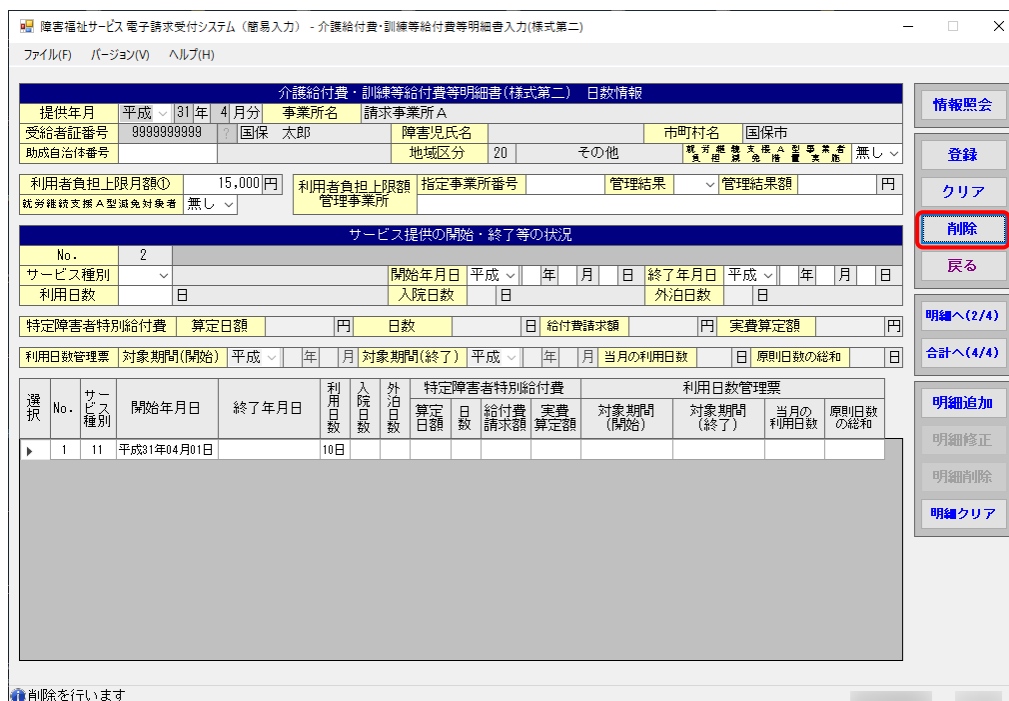 障害福祉サービス 電子請求受付システム（簡易入力） - 介護給付費・訓練等給付費等明細書入力(様式第二)
ファイル(F) バージョン(V) ヘルプ(H)
介護給付費・訓練等給付費等明細書(様式第二) 日数情報
提供年月 平成 31 年 4 月分 事業所名 請求事業所Ａ
受給者証番号 9999999999 ? 国保 太郎 障害児氏名 市町村名 国保市
助成自治体番号 地域区分 20 その他 就労継続支援Ａ型事業者負担減免措置実施 無し
利用者負担上限月額① 15,000 円 利用者負担上限額管理事業所 指定事業所番号 管理結果 管理結果額 円
就労継続支援Ａ型減免対象者 無し
サービス提供の開始・終了等の状況
No. 2
サービス種別 開始年月日 平成 年 月 日 終了年月日 平成 年 月 日
利用日数 日 入院日数 日 外泊日数 日
特定障害者特別給付費 算定日額 円 日数 日 給付費請求額 円 実費算定額 円
利用日数管理票 対象期間(開始) 平成 年 月 対象期間(終了) 平成 年 月 当月の利用日数 日 原則日数の総和 日
選択 No. サービス種別 開始年月日 終了年月日 利用日数 入院日数 外泊日数 特定障害者特別給付費 利用日数管理票
算定日額 日数 給付費請求額 実費算定額 対象期間(開始) 対象期間(終了) 当月の利用日数 原則日数の総和
1 11 平成31年04月01日 10日
情報照会
登録
クリア
削除
戻る
明細へ(2/4)
合計へ(4/4)
明細追加
明細修正
明細削除
明細クリア
削除を行います